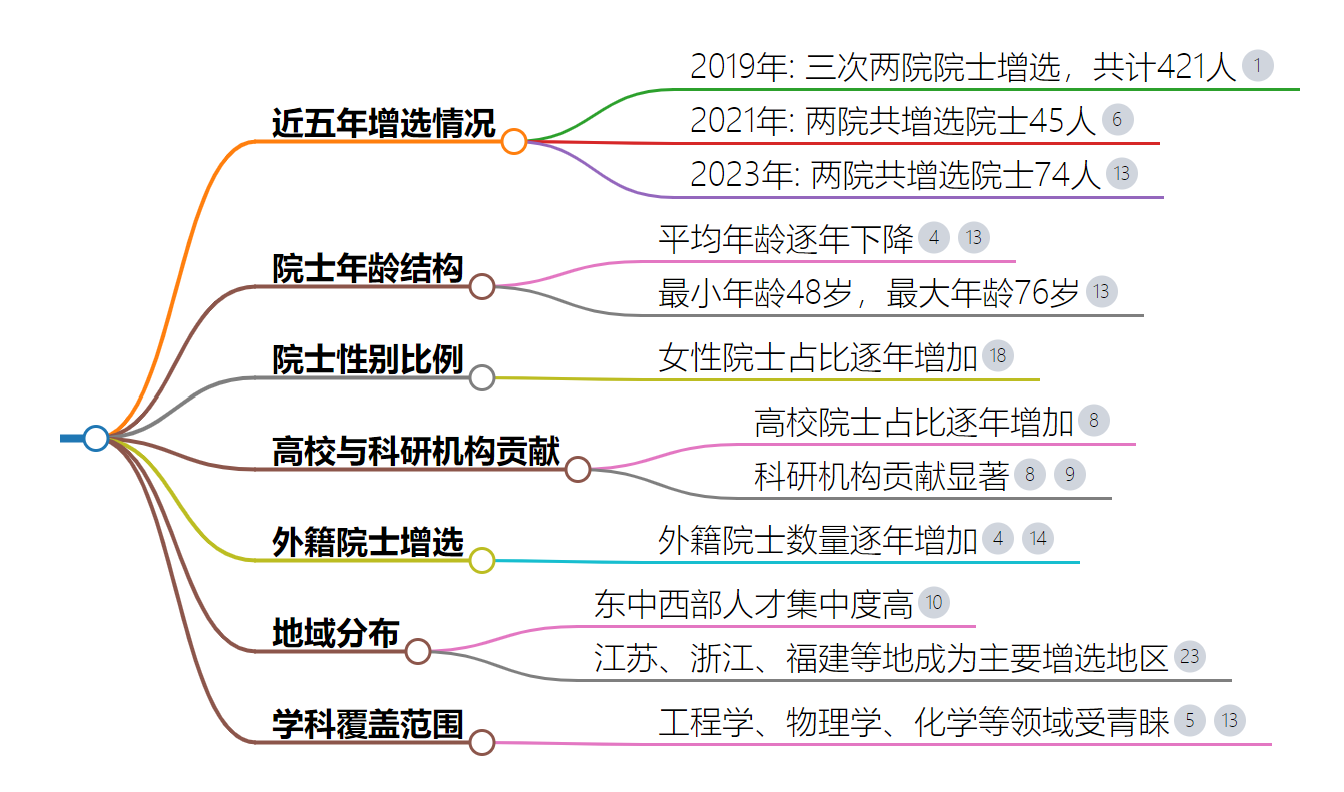 近五年增选情况
2019年: 三次两院院士增选，共计421人 1
2021年: 两院共增选院士45人 6
2023年: 两院共增选院士74人 13
院士年龄结构
平均年龄逐年下降 4 13
最小年龄48岁，最大年龄76岁 13
院士性别比例
女性院士占比逐年增加 18
高校与科研机构贡献
高校院士占比逐年增加 8
科研机构贡献显著 8 9
外籍院士增选
外籍院士数量逐年增加 4 14
地域分布
东中西部人才集中度高 10
江苏、浙江、福建等地成为主要增选地区 23
学科覆盖范围
工程学、物理学、化学等领域受青睐 5 13